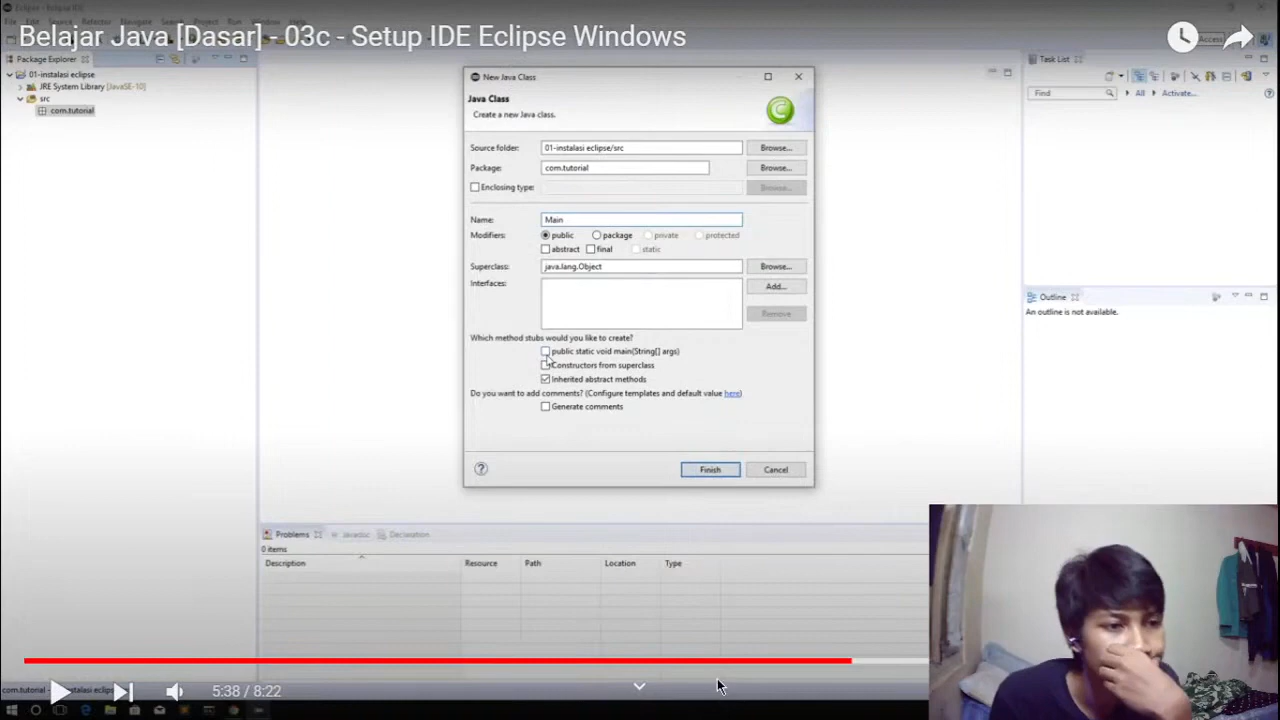 Belajar Java [Dasar] - 03c - Setup IDE Eclipse Windows
Package Explorer
Task List
New Java Class
01-instalasi eclipse
JRE System Library [JavaSE-10]
src
com.tutorial
Java Class
Create a new Java class.
Find
All
Activate...
Source folder:
01-instalasi eclipse/src
Browse...
Package:
com.tutorial
Browse...
Enclosing type:
Browse...
Name:
Main
Modifiers:
public
package
private
protected
abstract
final
static
Superclass:
java.lang.Object
Browse...
Interfaces:
Add...
Remove
Outline
An outline is not available.
Which method stubs would you like to create?
public static void main(String[] args)
Constructors from superclass
Inherited abstract methods
Do you want to add comments? (Configure templates and default value here)
Generate comments
Finish
Cancel
Problems
Javadoc
Declaration
0 items
Description
Resource
Path
Location
Type
5:38 / 8:22